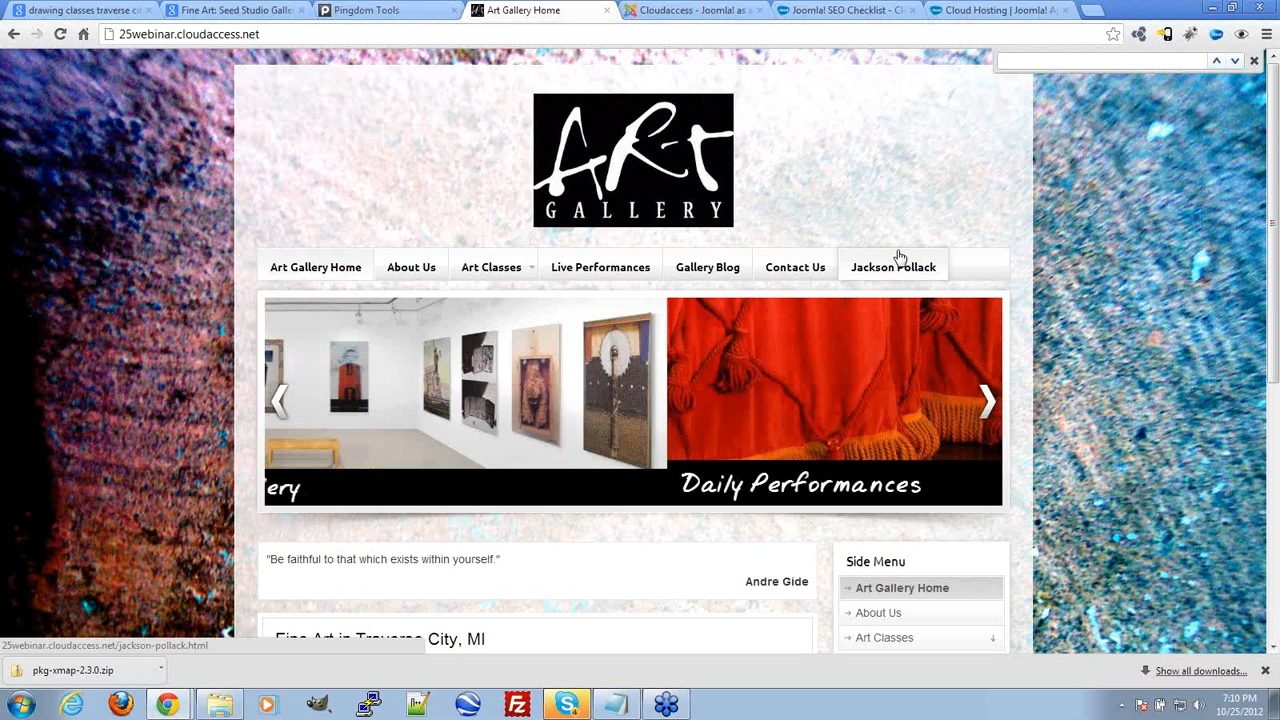 drawing classes traverse c
Fine Art: Seed Studio Galle
Pingdom Tools
Art Gallery Home
Cloudaccess - Joomla! as a
Joomla! SEO Checklist - Cl
Cloud Hosting | Joomla! Ap
25webinar.cloudaccess.net
ART
GALLERY
Art Gallery Home
About Us
Art Classes
Live Performances
Gallery Blog
Contact Us
Jackson Pollack
lery
Daily Performances
"Be faithful to that which exists within yourself."
Andre Gide
Side Menu
Art Gallery Home
About Us
Art Classes
Fine Art in Traverse City, MI
25webinar.cloudaccess.net/jackson-pollack.html
pkg-xmap-2.3.0.zip
Show all downloads...
7:10 PM
10/25/2012